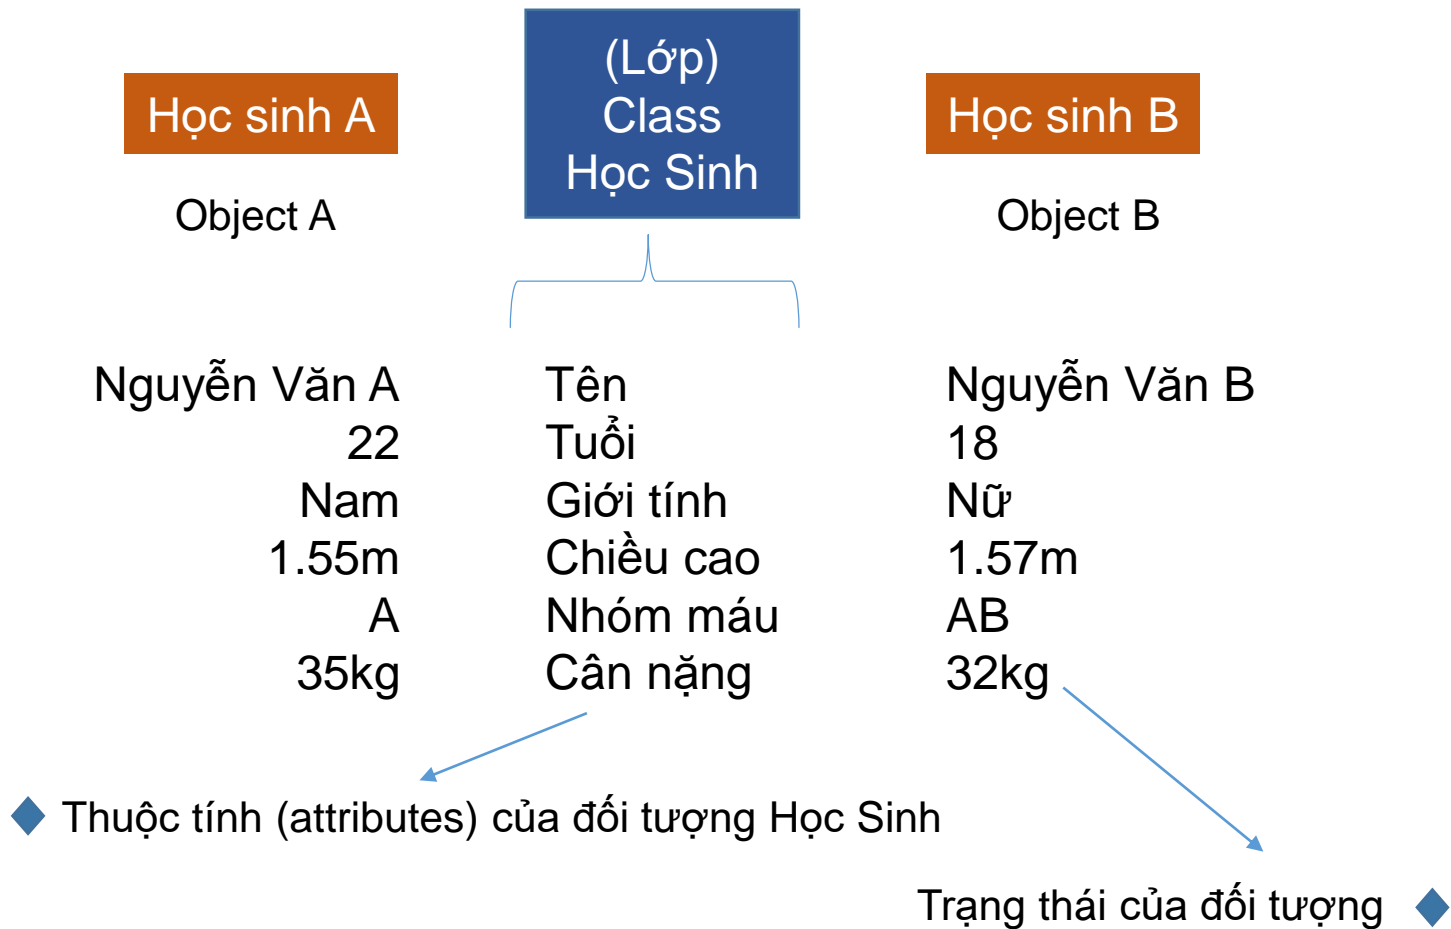 (Lớp)
Class
Học Sinh
Học sinh A
Học sinh B
Object A
Object B
Nguyễn Văn A Tên Nguyễn Văn B
22 Tuổi 18
Nam Giới tính Nữ
1.55m Chiều cao 1.57m
A Nhóm máu AB
35kg Cân nặng 32kg
Thuộc tính (attributes) của đối tượng Học Sinh
Trạng thái của đối tượng